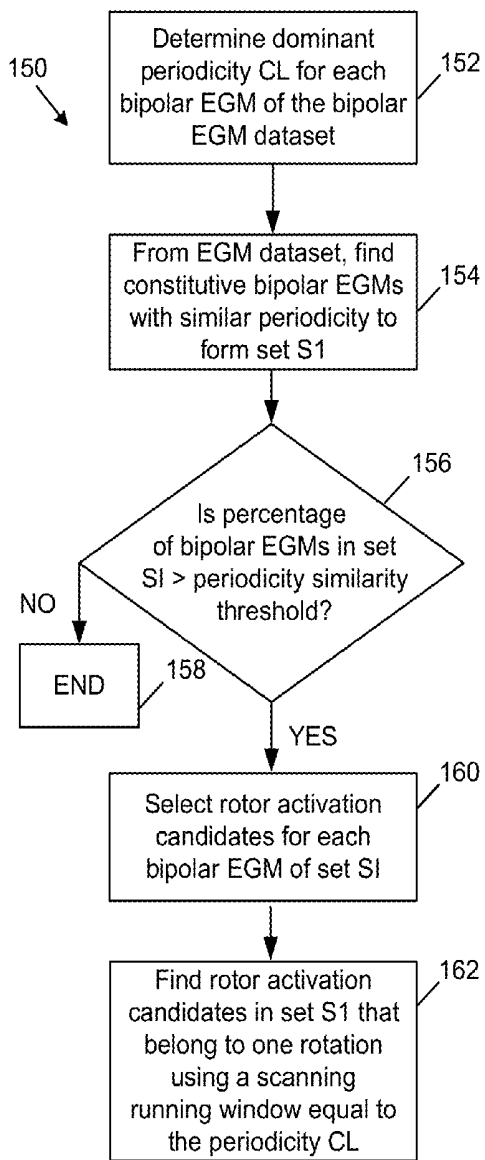 150
Determine dominant
periodicity CL for each
bipolar EGM of the bipolar
EGM dataset
152
From EGM dataset, find
constitutive bipolar EGMs
with similar periodicity to
form set S1
154
156
Is percentage
of bipolar EGMs in set
SI > periodicity similarity
threshold?
NO
END
158
YES
160
Select rotor activation
candidates for each
bipolar EGM of set SI
162
Find rotor activation
candidates in set S1 that
belong to one rotation
using a scanning
running window equal to
the periodicity CL